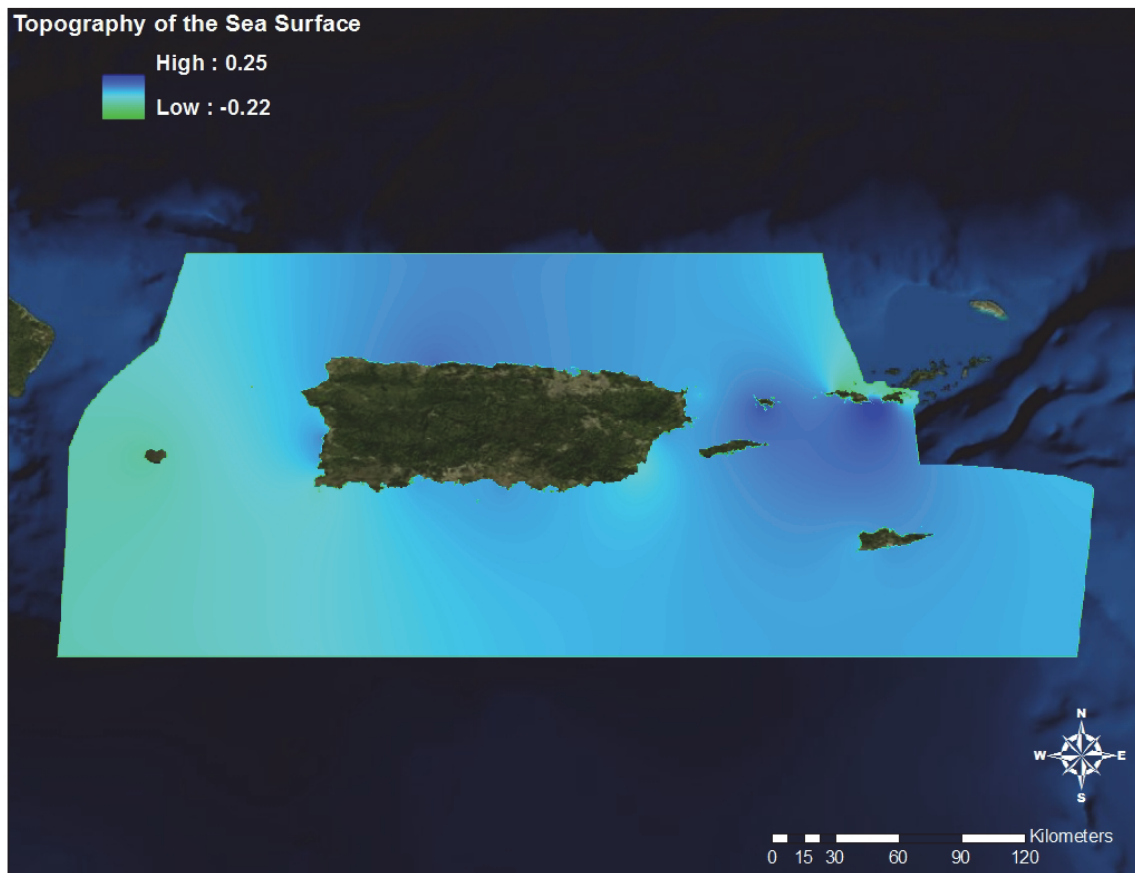 Topography of the Sea Surface
High : 0.25
Low : -0.22
N
W E
S
Kilometers
0 15 30 60 90 120